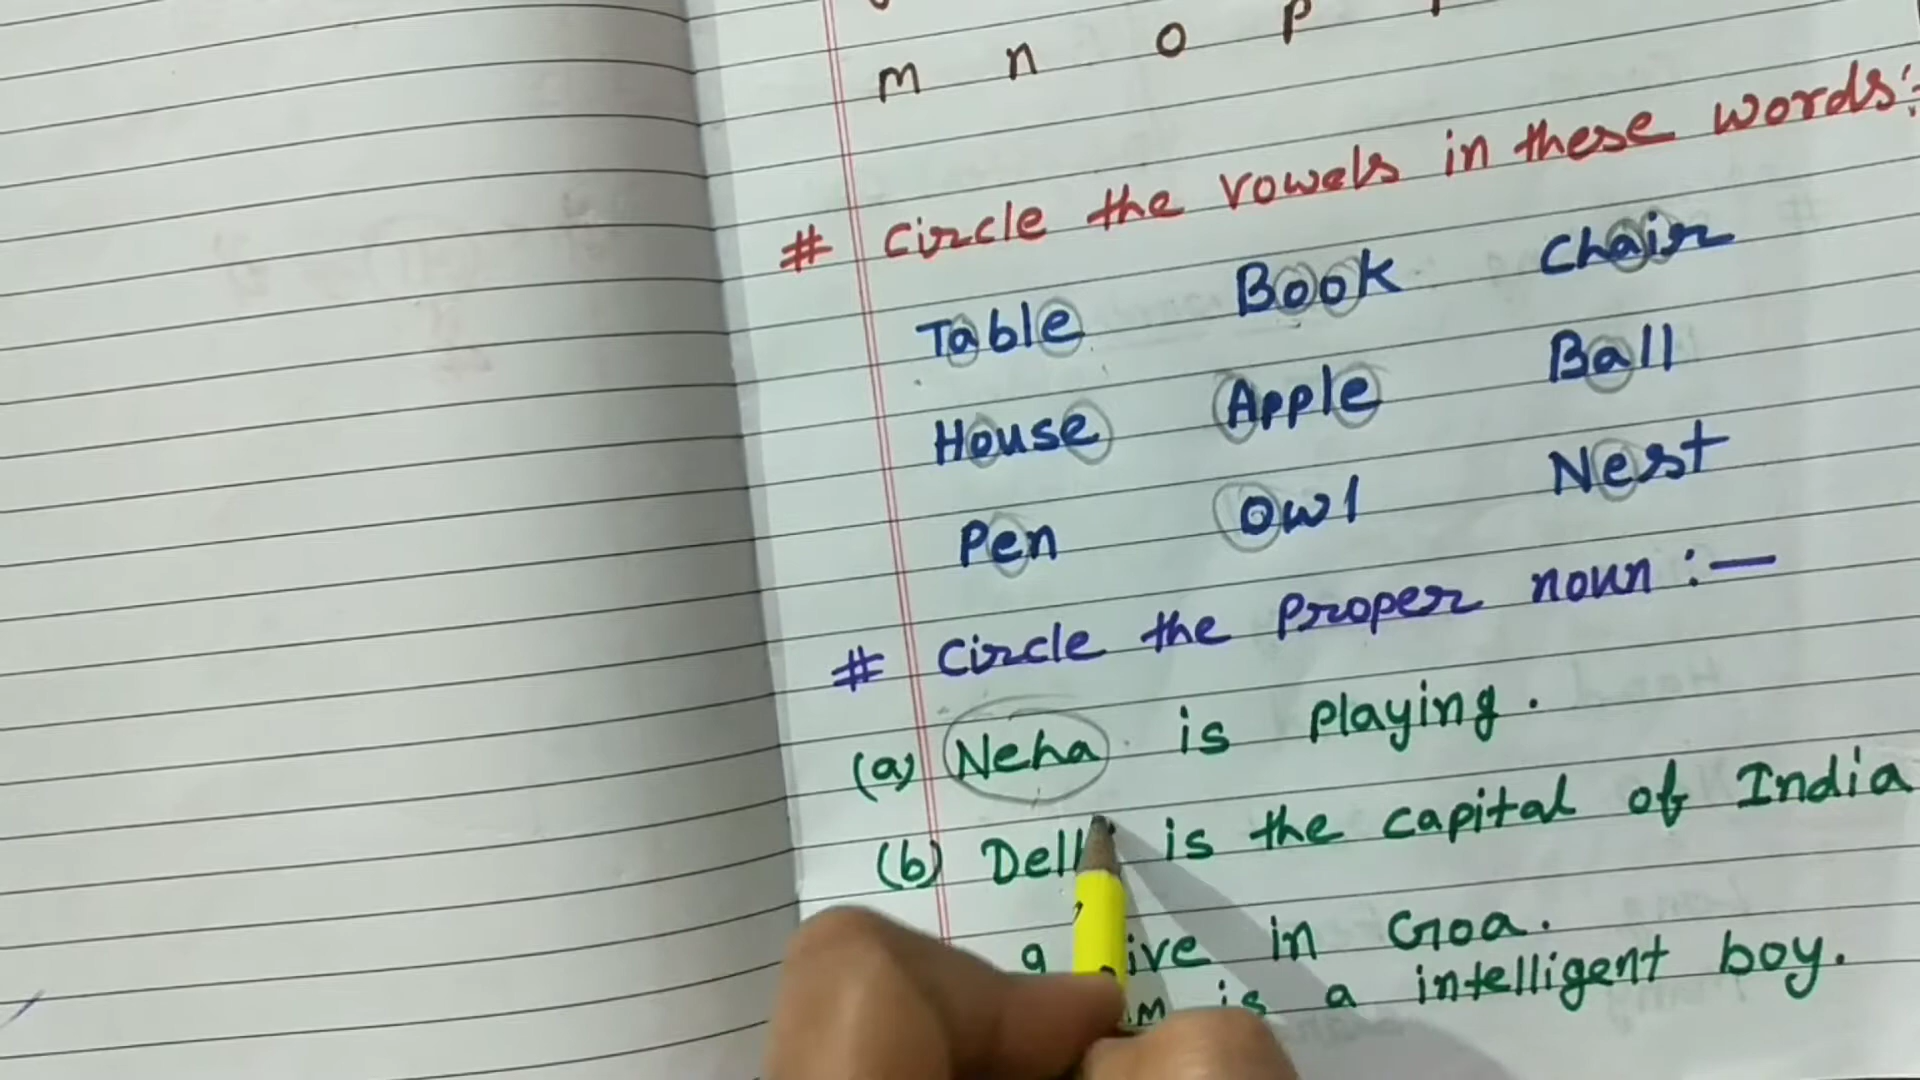 m n o p
# Circle the vowels in these words:-
Table Book Chair
House Apple Ball
Pen Owl Nest
# Circle the Proper noun :—
(a) Neha is playing.
(b) is the capital of India
in Goa.
is a intelligent boy.